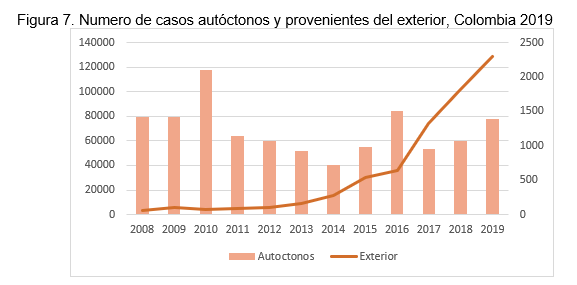 Figura 7. Numero de casos autóctonos y provenientes del exterior, Colombia 2019
140000 2500
120000
100000 2000
80000 1500
60000 1000
40000
20000 500
0 0
2008 2009 2010 2011 2012 2013 2014 2015 2016 2017 2018 2019
Autoctonos Exterior